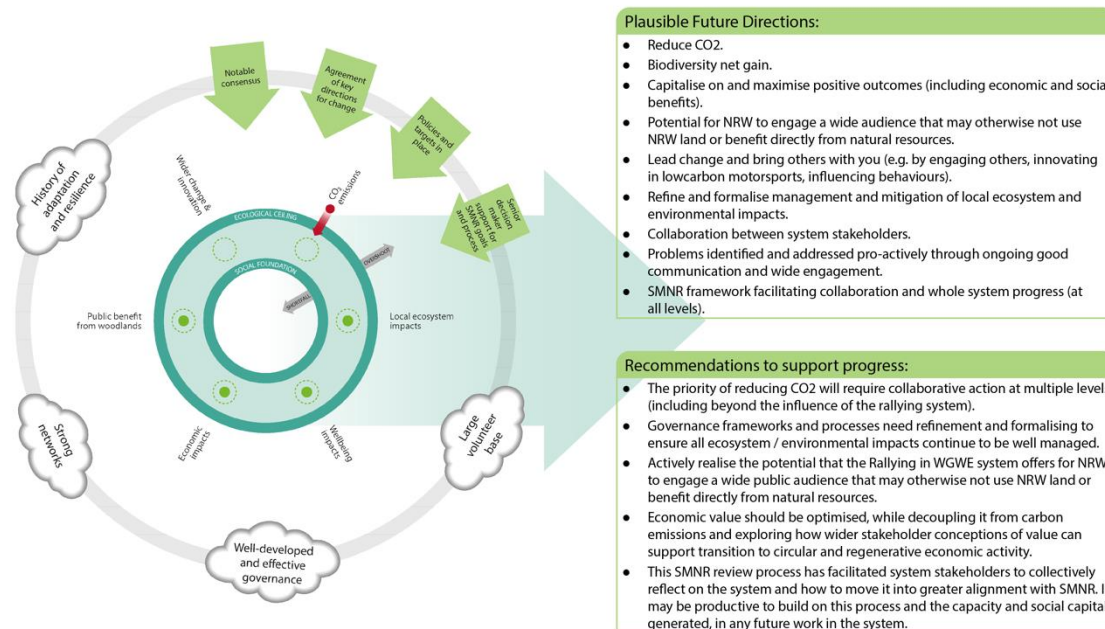 Notable
consensus
Agreement
of key
directions
for change
Policies and
targets in
place
Senior
decision
maker
support for
SMNR goals
and process
History of
adaptation
and resilience
Wider change &
innovation
CO₂
emissions
ECOLOGICAL CEILING
OVERSHOOT
SOCIAL FOUNDATION
SHORTFALL
Public benefit
from woodlands
Local ecosystem
impacts
Economic
impacts
Wellbeing
impacts
Strong
networks
Large
volunteer
base
Well-developed
and effective
governance
Plausible Future Directions:
● Reduce CO2.
● Biodiversity net gain.
● Capitalise on and maximise positive outcomes (including economic and social
benefits).
● Potential for NRW to engage a wide audience that may otherwise not use
NRW land or benefit directly from natural resources.
● Lead change and bring others with you (e.g. by engaging others, innovating
in lowcarbon motorsports, influencing behaviours).
● Refine and formalise management and mitigation of local ecosystem and
environmental impacts.
● Collaboration between system stakeholders.
● Problems identified and addressed pro-actively through ongoing good
communication and wide engagement.
● SMNR framework facilitating collaboration and whole system progress (at
all levels).
Recommendations to support progress:
● The priority of reducing CO2 will require collaborative action at multiple level
(including beyond the influence of the rallying system).
● Governance frameworks and processes need refinement and formalising to
ensure all ecosystem / environmental impacts continue to be well managed.
● Actively realise the potential that the Rallying in WGWE system offers for NRW
to engage a wide public audience that may otherwise not use NRW land or
benefit directly from natural resources.
● Economic value should be optimised, while decoupling it from carbon
emissions and exploring how wider stakeholder conceptions of value can
support transition to circular and regenerative economic activity.
● This SMNR review process has facilitated system stakeholders to collectively
reflect on the system and how to move it into greater alignment with SMNR. I
may be productive to build on this process and the capacity and social capita
generated, in any future work in the system.